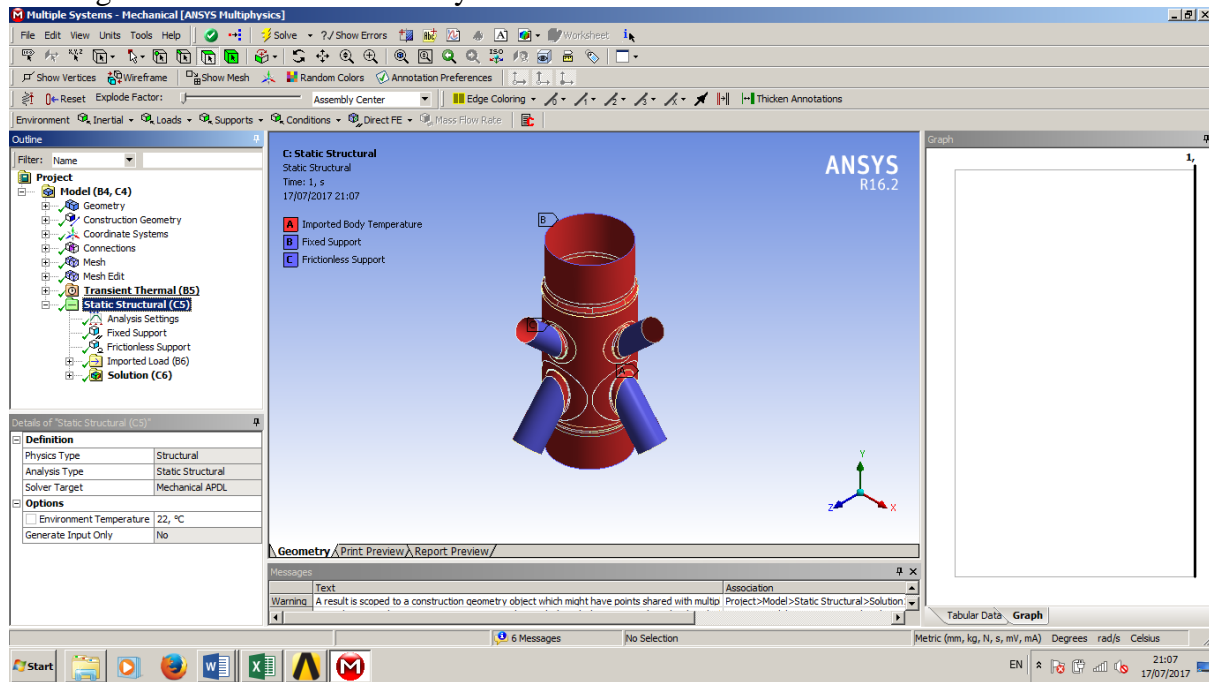 Multiple Systems - Mechanical [ANSYS Multiphysics]
File Edit View Units Tools Help Solve ?/ Show Errors Worksheet
Show Vertices Wireframe Show Mesh Random Colors Annotation Preferences
Reset Explode Factor: Assembly Center Edge Coloring Thicken Annotations
Environment Inertial Loads Supports Conditions Direct FE Mass Flow Rate
Outline
Filter: Name
Project
Model (B4, C4)
Geometry
Construction Geometry
Coordinate Systems
Connections
Mesh
Mesh Edit
Transient Thermal (B5)
Static Structural (C5)
Analysis Settings
Fixed Support
Frictionless Support
Imported Load (B6)
Solution (C6)
Details of "Static Structural (C5)"
Definition
Physics Type Structural
Analysis Type Static Structural
Solver Target Mechanical APDL
Options
Environment Temperature 22, °C
Generate Input Only No
C: Static Structural
Static Structural
Time: 1, s
17/07/2017 21:07
A Imported Body Temperature
B Fixed Support
C Frictionless Support
ANSYS
R16.2
B
C
A
Y
Z X
Geometry Print Preview Report Preview
Messages
Text Association
Warning A result is scoped to a construction geometry object which might have points shared with multip Project>Model>Static Structural>Solution
Graph
1,
Tabular Data Graph
6 Messages No Selection Metric (mm, kg, N, s, mV, mA) Degrees rad/s Celsius
Start EN 21:07
17/07/2017